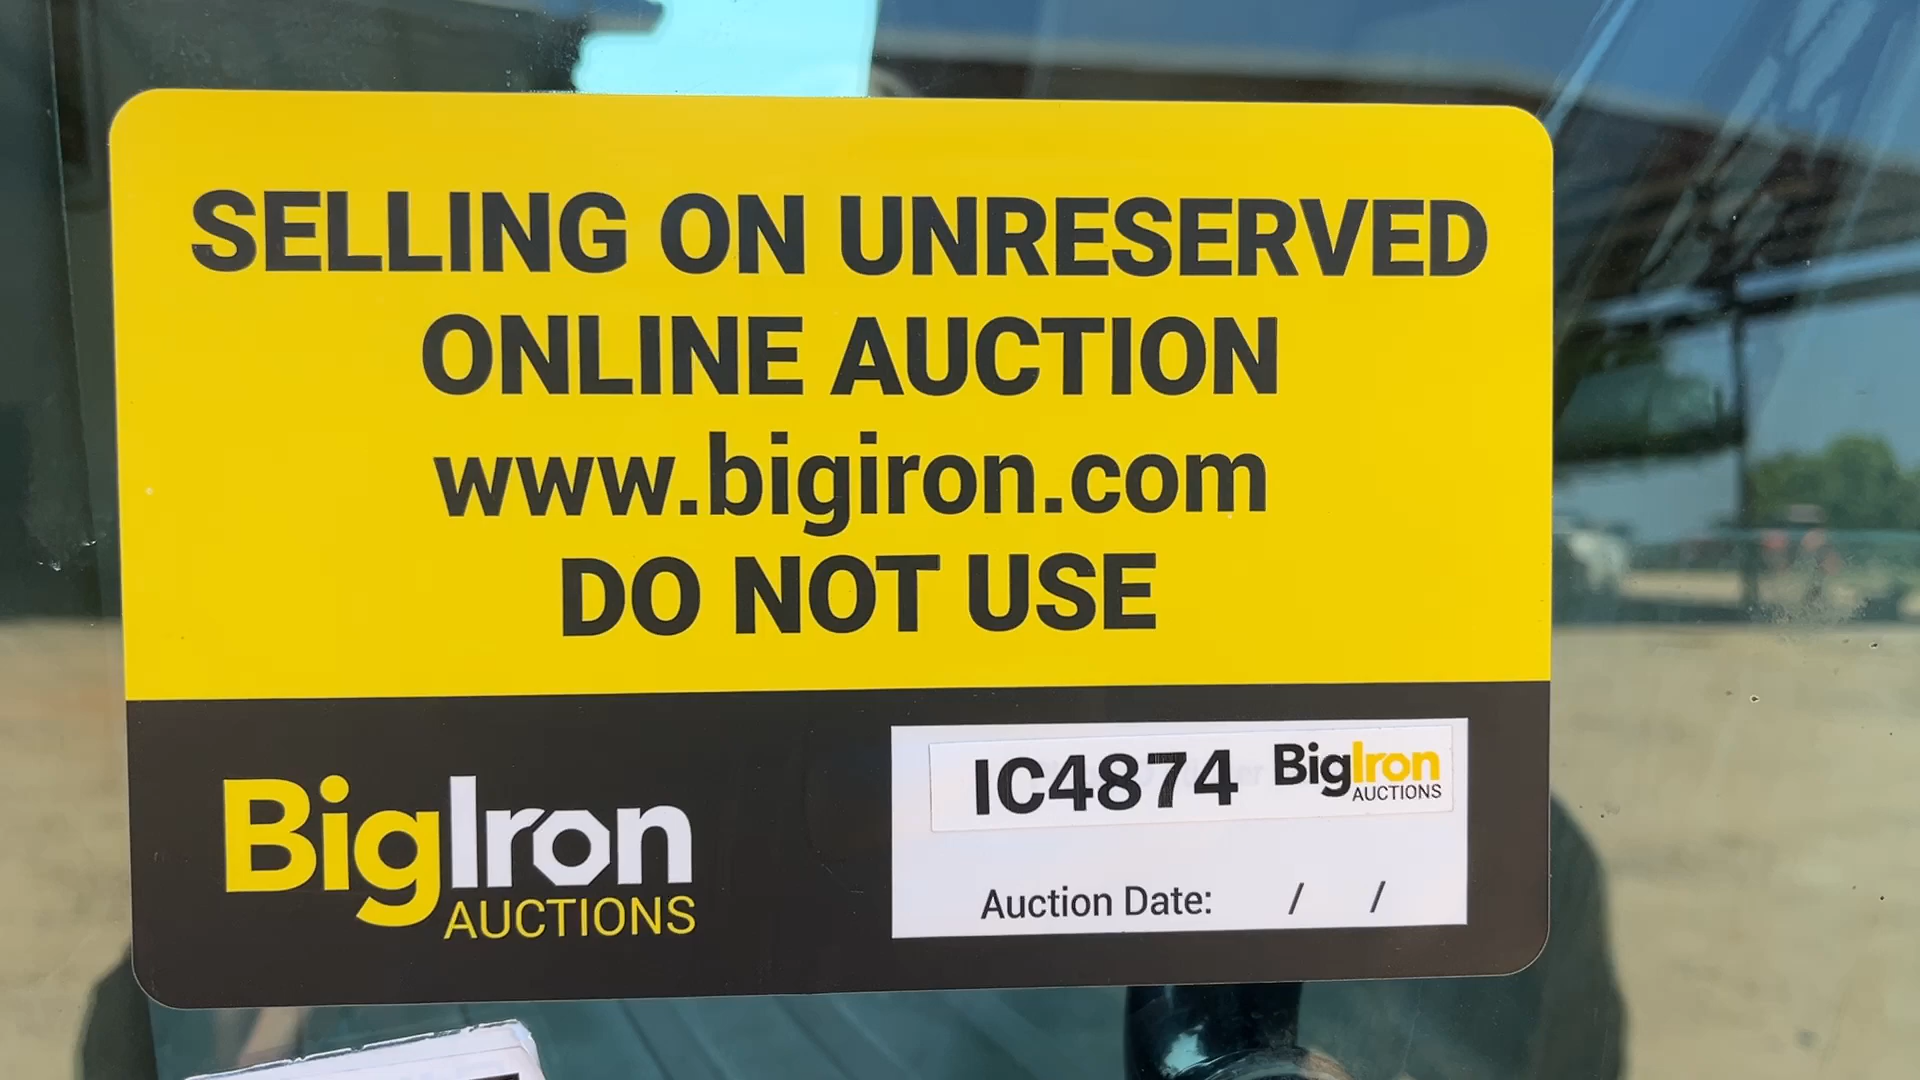 SELLING ON UNRESERVED
ONLINE AUCTION
www.bigiron.com
DO NOT USE
BigIron
AUCTIONS
IC4874 BigIron
AUCTIONS
Auction Date: / /